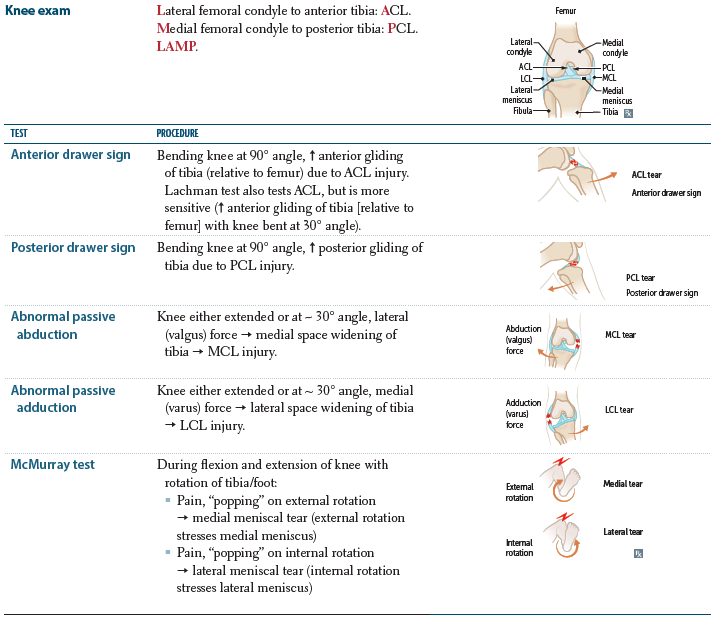 Knee exam
Lateral femoral condyle to anterior tibia: ACL.
Medial femoral condyle to posterior tibia: PCL.
LAMP.
Femur
Lateral
condyle
Medial
condyle
ACL
PCL
LCL
MCL
Lateral
meniscus
Medial
meniscus
Fibula
Tibia
TEST
PROCEDURE
Anterior drawer sign
Bending knee at 90° angle, ↑ anterior gliding
of tibia (relative to femur) due to ACL injury.
Lachman test also tests ACL, but is more
sensitive (↑ anterior gliding of tibia [relative to
femur] with knee bent at 30° angle).
ACL tear
Anterior drawer sign
Posterior drawer sign
Bending knee at 90° angle, ↑ posterior gliding of
tibia due to PCL injury.
PCL tear
Posterior drawer sign
Abnormal passive
abduction
Knee either extended or at ~ 30° angle, lateral
(valgus) force → medial space widening of
tibia → MCL injury.
Abduction
(valgus)
force
MCL tear
Abnormal passive
adduction
Knee either extended or at ~ 30° angle, medial
(varus) force → lateral space widening of tibia
→ LCL injury.
Adduction
(varus)
force
LCL tear
McMurray test
During flexion and extension of knee with
rotation of tibia/foot:
▪ Pain, “popping” on external rotation
→ medial meniscal tear (external rotation
stresses medial meniscus)
▪ Pain, “popping” on internal rotation
→ lateral meniscal tear (internal rotation
stresses lateral meniscus)
External
rotation
Medial tear
Internal
rotation
Lateral tear